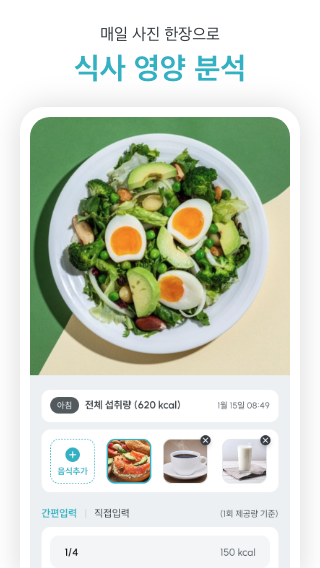 매일 사진 한장으로
식사 영양 분석
아침 전체 섭취량 (620 kcal) 1월 15일 08:49
음식추가
간편입력 | 직접입력 (1회 제공량 기준)
1/4 150 kcal